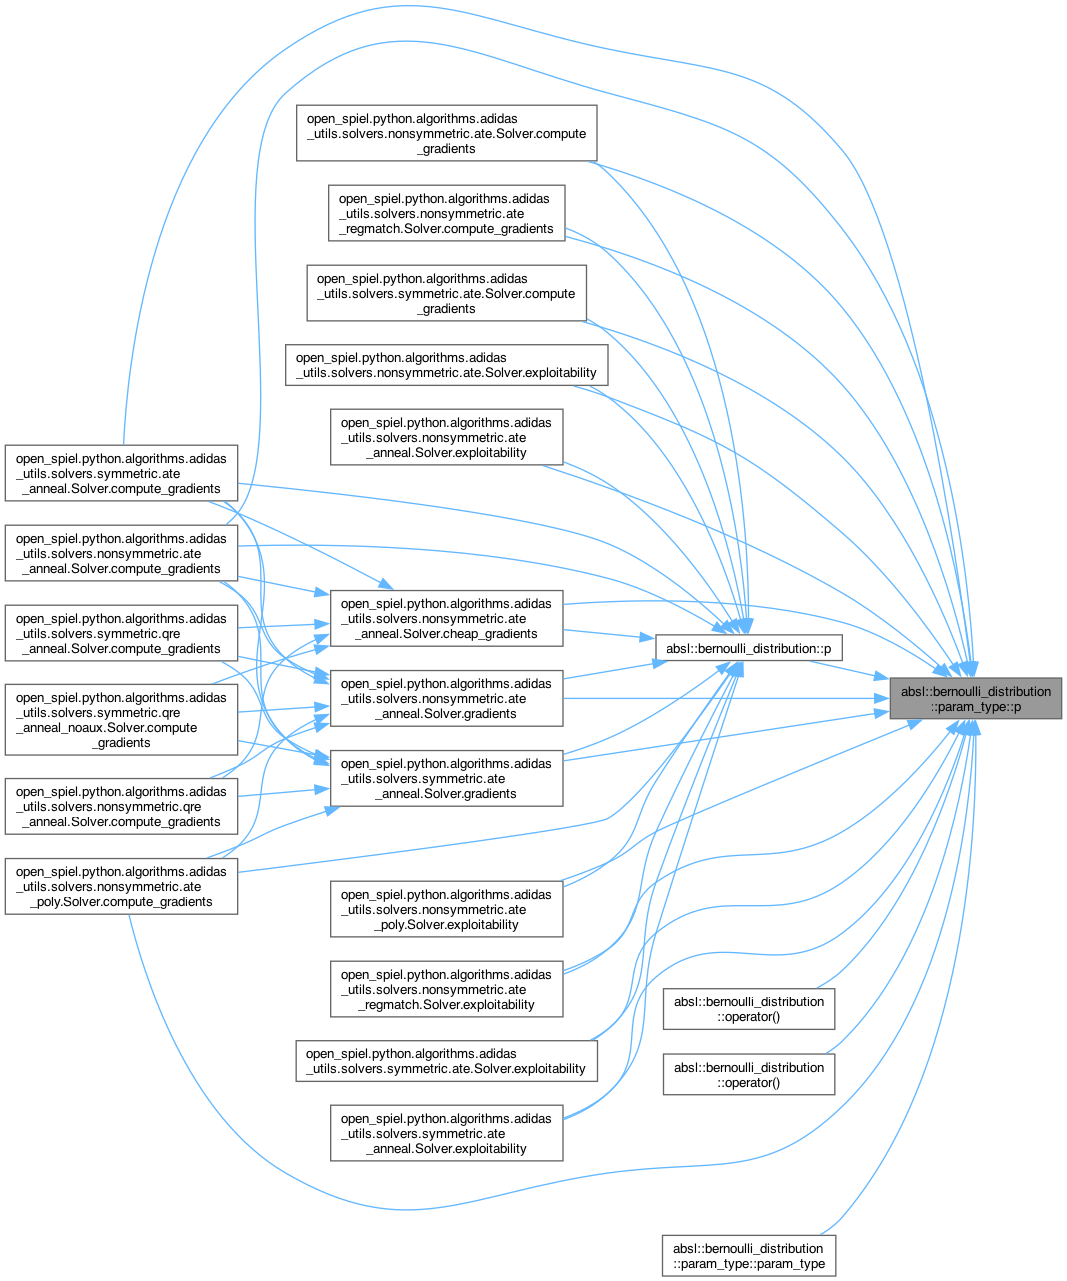 open_spiel.python.algorithms.adidas
_utils.solvers.nonsymmetric.ate.Solver.compute
_gradients
open_spiel.python.algorithms.adidas
_utils.solvers.nonsymmetric.ate
_regmatch.Solver.compute_gradients
open_spiel.python.algorithms.adidas
_utils.solvers.symmetric.ate.Solver.compute
_gradients
open_spiel.python.algorithms.adidas
_utils.solvers.nonsymmetric.ate.Solver.exploitability
open_spiel.python.algorithms.adidas
_utils.solvers.nonsymmetric.ate
_anneal.Solver.exploitability
open_spiel.python.algorithms.adidas
_utils.solvers.symmetric.ate
_anneal.Solver.compute_gradients
open_spiel.python.algorithms.adidas
_utils.solvers.nonsymmetric.ate
_anneal.Solver.compute_gradients
open_spiel.python.algorithms.adidas
_utils.solvers.symmetric.qre
_anneal.Solver.compute_gradients
open_spiel.python.algorithms.adidas
_utils.solvers.symmetric.qre
_anneal_noaux.Solver.compute
_gradients
open_spiel.python.algorithms.adidas
_utils.solvers.nonsymmetric.qre
_anneal.Solver.compute_gradients
open_spiel.python.algorithms.adidas
_utils.solvers.nonsymmetric.ate
_poly.Solver.compute_gradients
open_spiel.python.algorithms.adidas
_utils.solvers.nonsymmetric.ate
_anneal.Solver.cheap_gradients
open_spiel.python.algorithms.adidas
_utils.solvers.nonsymmetric.ate
_anneal.Solver.gradients
open_spiel.python.algorithms.adidas
_utils.solvers.symmetric.ate
_anneal.Solver.gradients
absl::bernoulli_distribution::p
absl::bernoulli_distribution
::param_type::p
open_spiel.python.algorithms.adidas
_utils.solvers.nonsymmetric.ate
_poly.Solver.exploitability
open_spiel.python.algorithms.adidas
_utils.solvers.nonsymmetric.ate
_regmatch.Solver.exploitability
open_spiel.python.algorithms.adidas
_utils.solvers.symmetric.ate.Solver.exploitability
open_spiel.python.algorithms.adidas
_utils.solvers.symmetric.ate
_anneal.Solver.exploitability
absl::bernoulli_distribution
::operator()
absl::bernoulli_distribution
::operator()
absl::bernoulli_distribution
::param_type::param_type